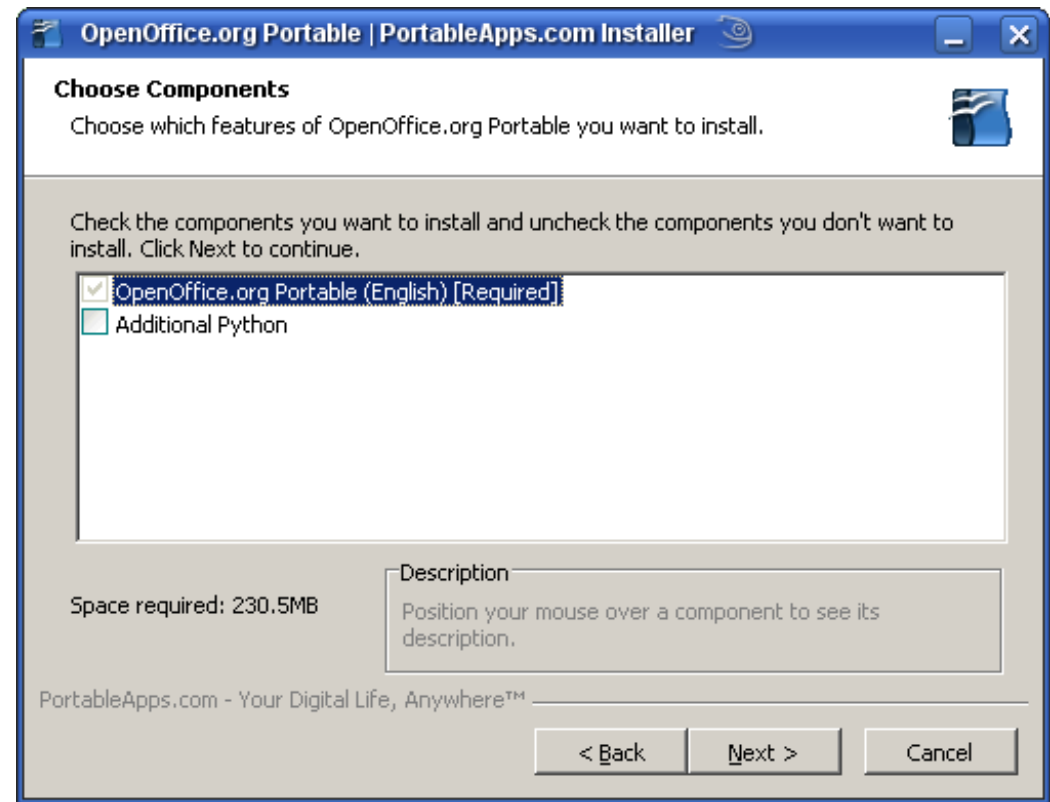 OpenOffice.org Portable | PortableApps.com Installer
Choose Components
Choose which features of OpenOffice.org Portable you want to install.
Check the components you want to install and uncheck the components you don't want to
install. Click Next to continue.
OpenOffice.org Portable (English) [Required]
Additional Python
Space required: 230.5MB
Description
Position your mouse over a component to see its
description.
PortableApps.com - Your Digital Life, Anywhere™
< Back
Next >
Cancel